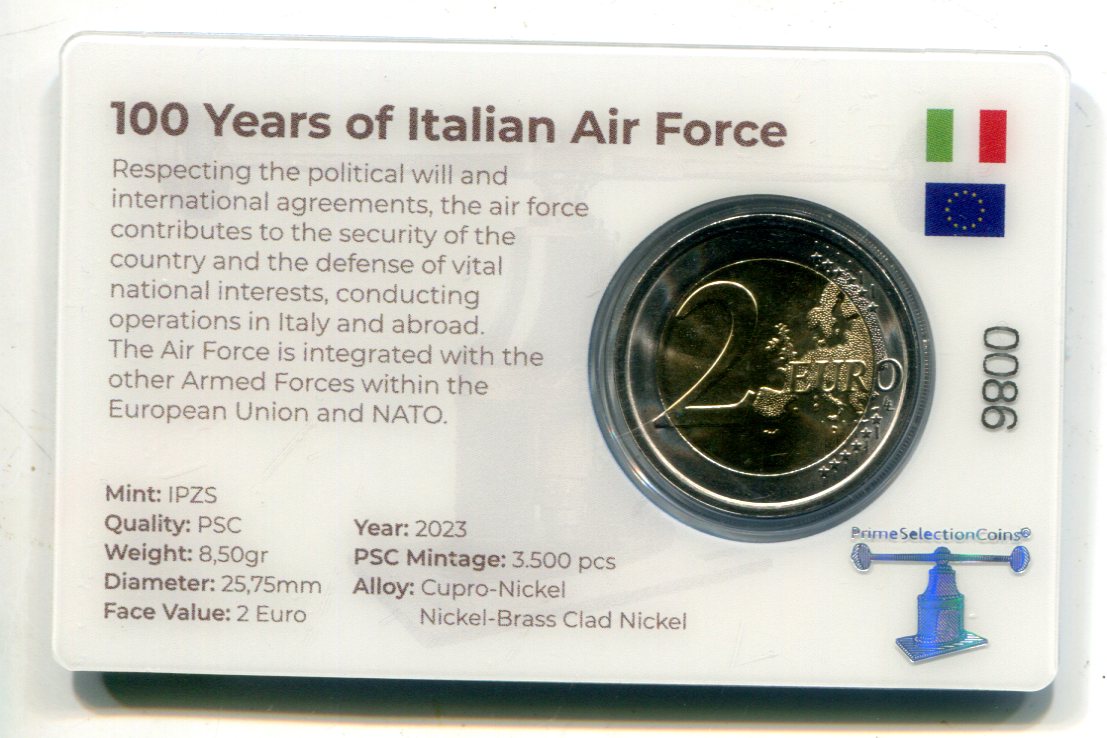 100 Years of Italian Air Force
Respecting the political will and
international agreements, the air force
contributes to the security of the
country and the defense of vital
national interests, conducting
operations in Italy and abroad.
The Air Force is integrated with the
other Armed Forces within the
European Union and NATO.
2 EURO
0086
Mint: IPZS
Quality: PSC
Weight: 8,50gr
Diameter: 25,75mm
Face Value: 2 Euro
Year: 2023
PSC Mintage: 3.500 pcs
Alloy: Cupro-Nickel
Nickel-Brass Clad Nickel
PrimeSelectionCoins®